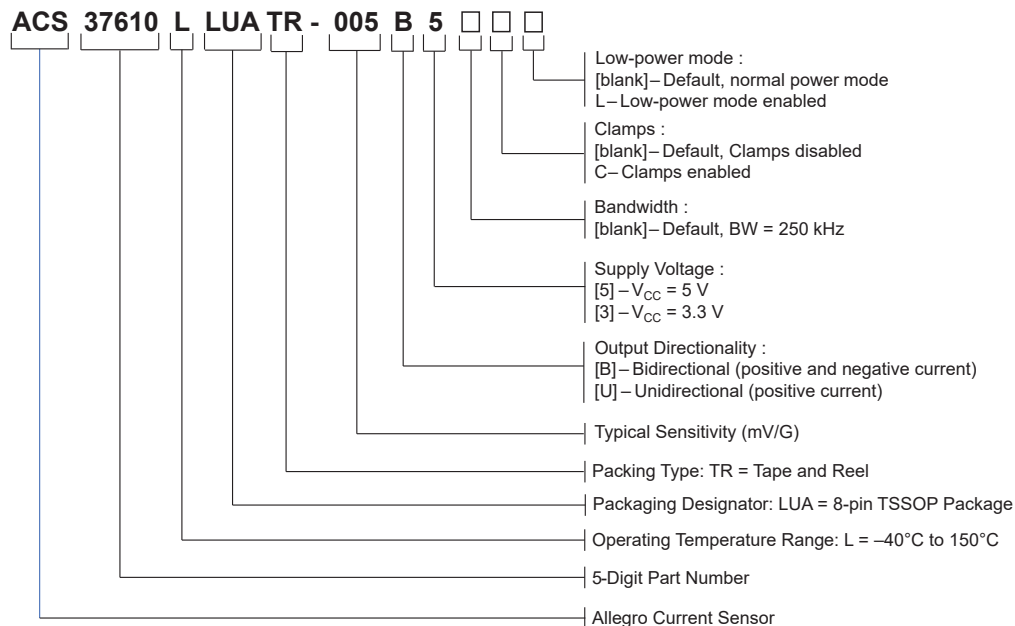 ACS 37610 L LUA TR - 005 B 5 □ □ □
Low-power mode :
[blank] – Default, normal power mode
L – Low-power mode enabled
Clamps :
[blank] – Default, Clamps disabled
C – Clamps enabled
Bandwidth :
[blank] – Default, BW = 250 kHz
Supply Voltage :
[5] – VCC = 5 V
[3] – VCC = 3.3 V
Output Directionality :
[B] – Bidirectional (positive and negative current)
[U] – Unidirectional (positive current)
Typical Sensitivity (mV/G)
Packing Type: TR = Tape and Reel
Packaging Designator: LUA = 8-pin TSSOP Package
Operating Temperature Range: L = –40°C to 150°C
5-Digit Part Number
Allegro Current Sensor